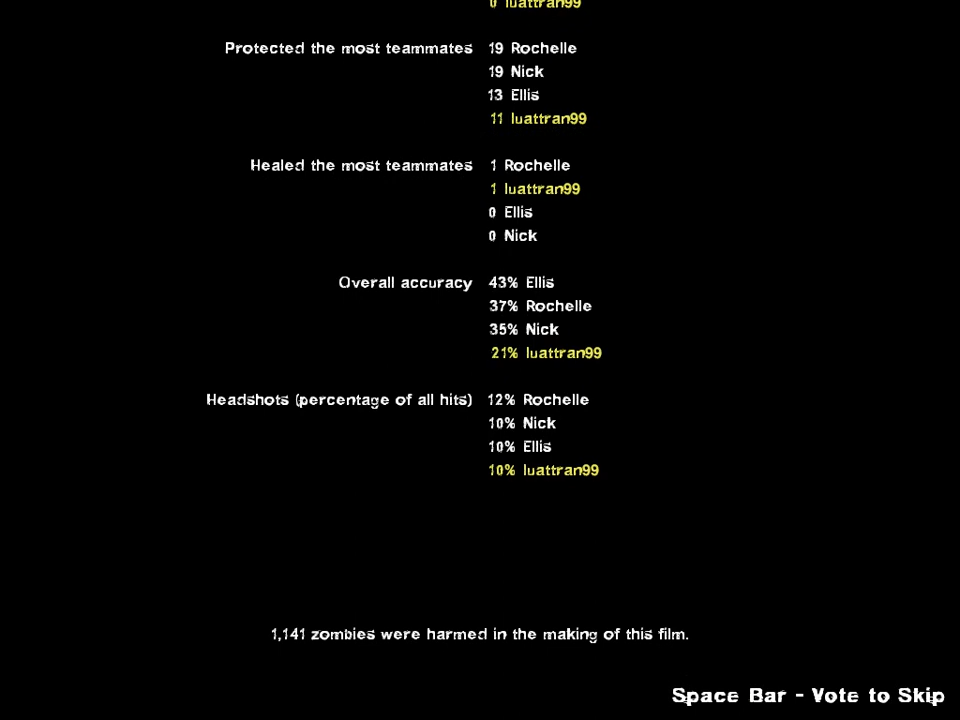 0 luattran99
Protected the most teammates 19 Rochelle
19 Nick
13 Ellis
11 luattran99
Healed the most teammates 1 Rochelle
1 luattran99
0 Ellis
0 Nick
Overall accuracy 43% Ellis
37% Rochelle
35% Nick
21% luattran99
Headshots (percentage of all hits) 12% Rochelle
10% Nick
10% Ellis
10% luattran99
1,141 zombies were harmed in the making of this film.
Space Bar - Vote to Skip